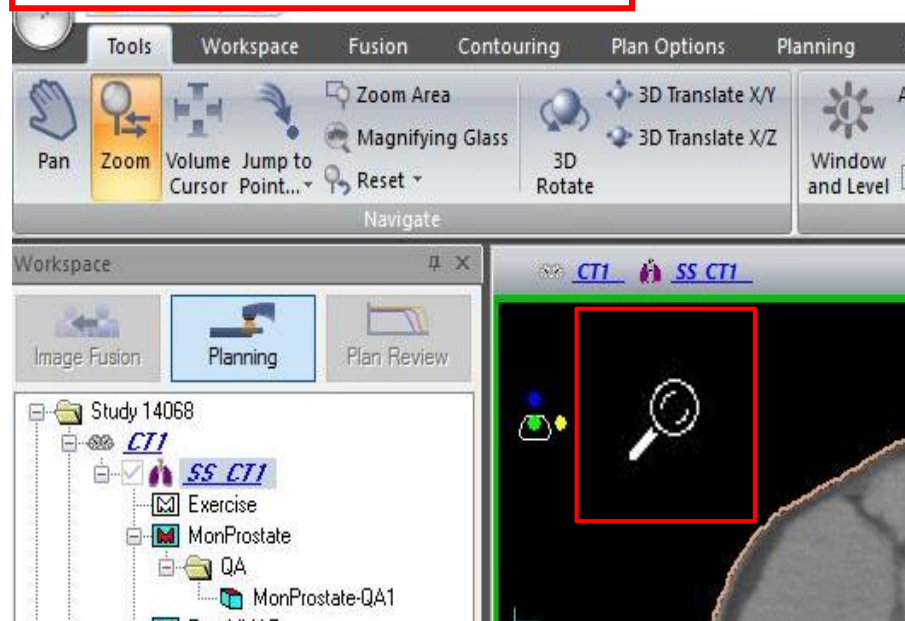 Tools Workspace Fusion Contouring Plan Options Planning
Pan
Zoom
Volume Cursor
Jump to Point...
Zoom Area
Magnifying Glass
Reset
3D Rotate
3D Translate X/Y
3D Translate X/Z
Window and Level
Navigate
Workspace
Image Fusion
Planning
Plan Review
CT1 SS CT1
Study 14068
CT1
SS CT1
Exercise
MonProstate
QA
MonProstate-QA1